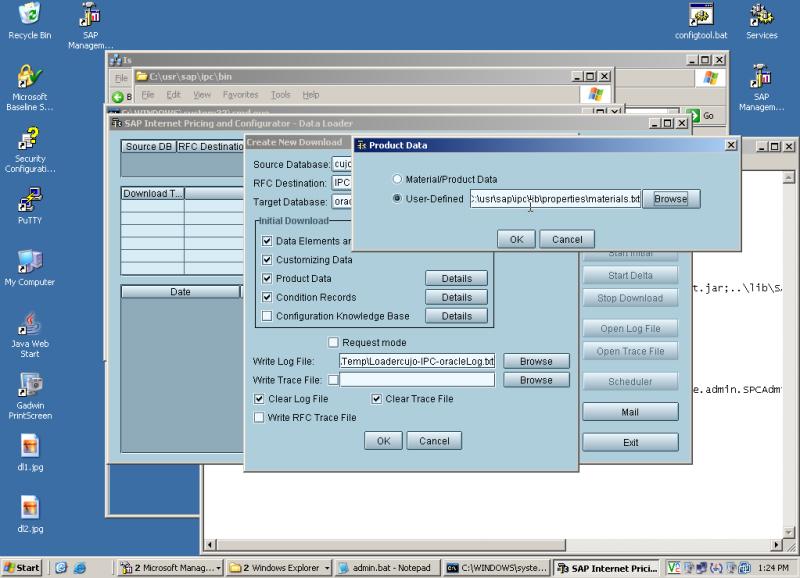 Recycle Bin
SAP
Managem...
configtool.bat
Services
Microsoft
Baseline S...
SAP
Managem...
Security
Configurati...
PuTTY
My Computer
Java Web
Start
Gadwin
PrintScreen
dl1.jpg
dl2.jpg
Is
File
C:\usr\sap\ipc\bin
File Edit View Favorites Tools Help
B
Go
SAP Internet Pricing and Configurator - Data Loader
Source DB
RFC Destinatio
Download T...
Date
Create New Download
Source Database:
cujo
RFC Destination:
IPC
Target Database:
orac
Initial Download
Data Elements an
Customizing Data
Product Data
Details
Condition Records
Details
Configuration Knowledge Base
Details
Request mode
Write Log File:
.Temp\Loadercujo-IPC-oracleLog.txt
Browse
Write Trace File:
Browse
Clear Log File
Clear Trace File
Write RFC Trace File
OK
Cancel
Product Data
Material/Product Data
User-Defined
C:\usr\sap\ipc\lib\properties\materials.txt
Browse
OK
Cancel
Start Initial
Start Delta
Stop Download
Open Log File
Open Trace File
Scheduler
Mail
Exit
t.jar;..\lib\S
e.admin.SPCAdm
Start
2 Microsoft Manag...
2 Windows Explorer
admin.bat - Notepad
C:\WINDOWS\syste...
SAP Internet Prici...
1:24 PM